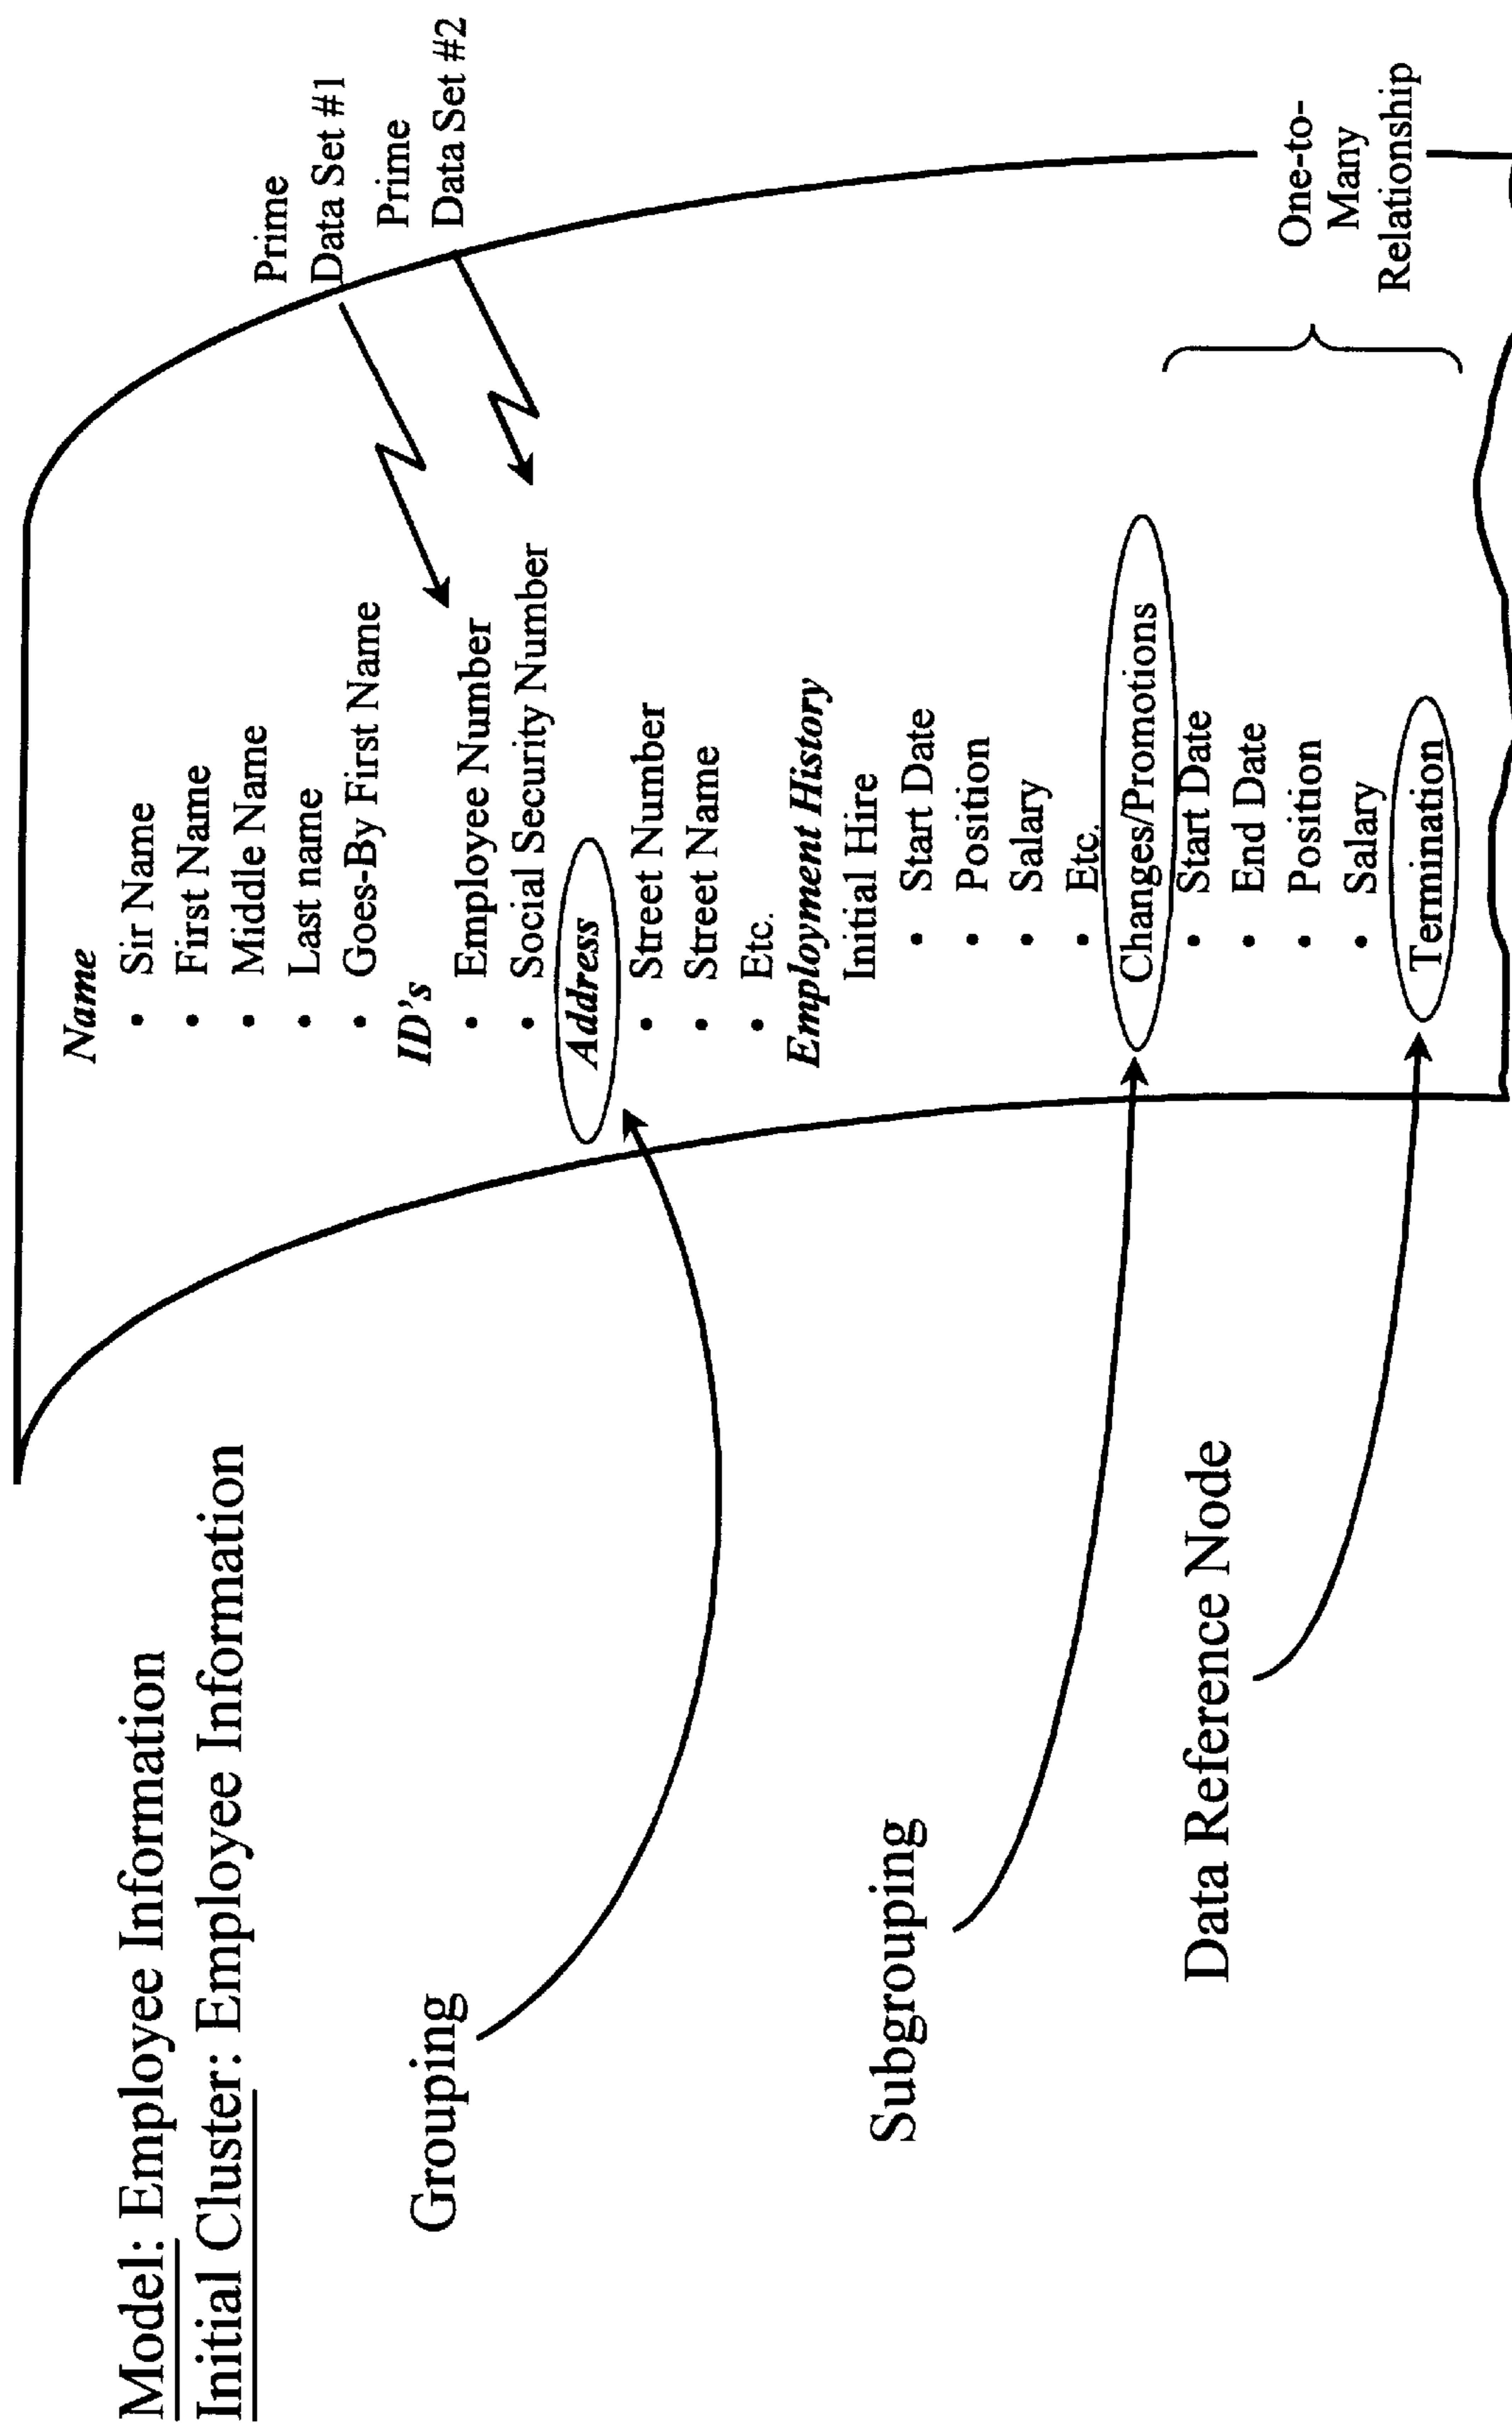 Model: Employee Information
Initial Cluster: Employee Information
Grouping
Subgrouping
Data Reference Node
Name
• Sir Name
• First Name
• Middle Name
• Last name
• Goes-By First Name
ID's
• Employee Number
• Social Security Number
Address
• Street Number
• Street Name
• Etc.
Employment History
Initial Hire
• Start Date
• Position
• Salary
• Etc.
Changes/Promotions
• Start Date
• End Date
• Position
• Salary
Termination
Prime
Data Set #1
Prime
Data Set #2
One-to-
Many
Relationship